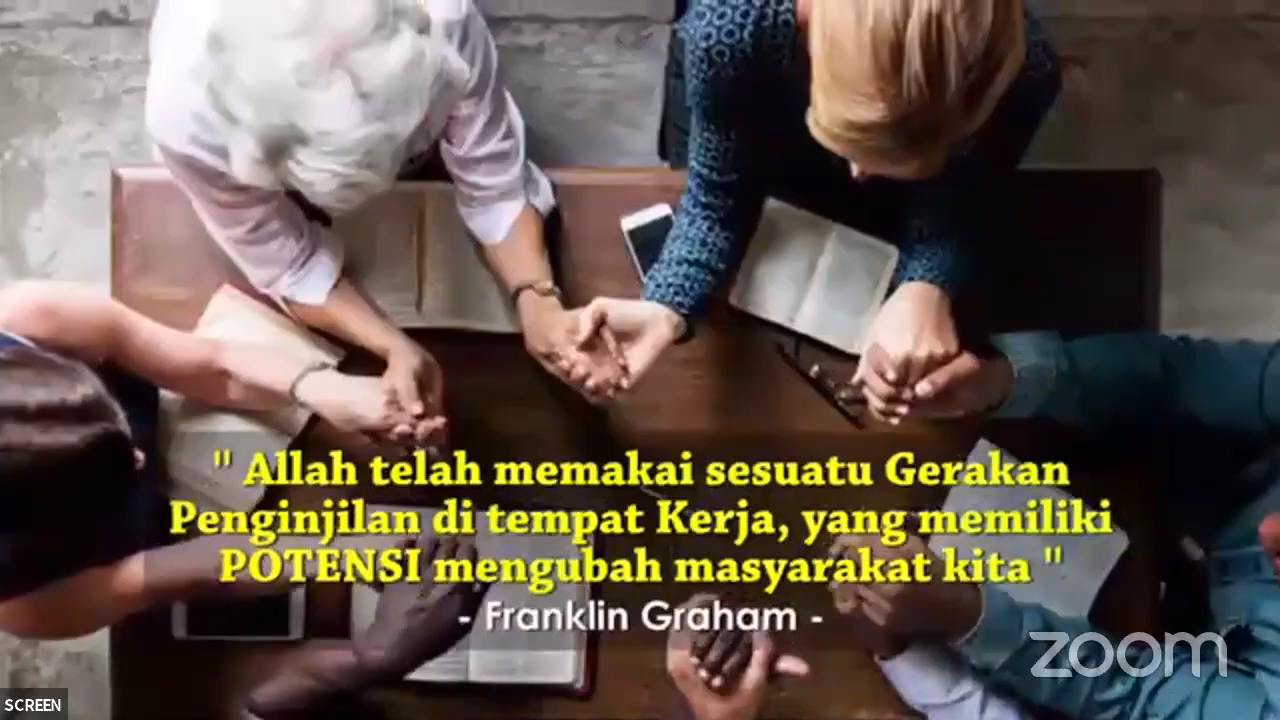 " Allah telah memakai sesuatu Gerakan
Penginjilan di tempat Kerja, yang memiliki
POTENSI mengubah masyarakat kita "
- Franklin Graham -
zoom
SCREEN